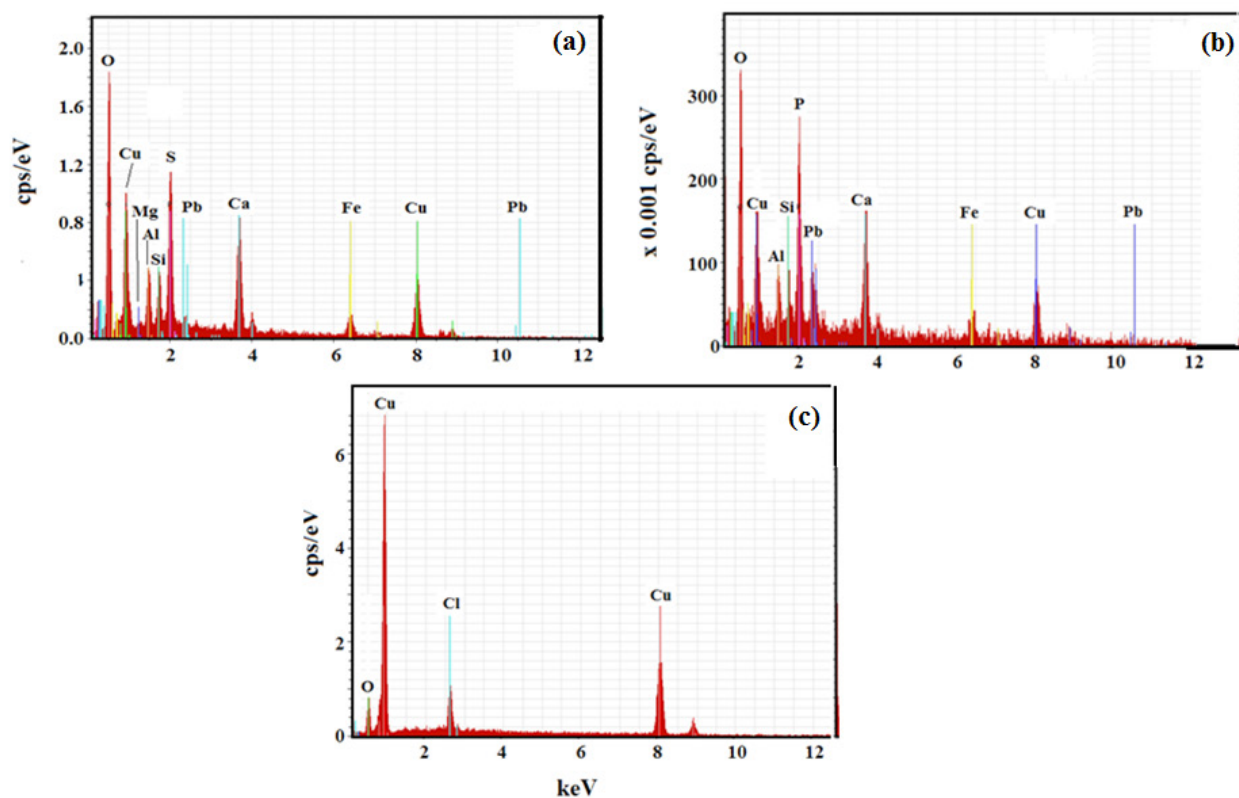 (a)
cps/eV
2.0
1.6
1.2
0.8
1
0.0
O
Cu
Mg
Al
Si
S
Pb
Ca
Fe
Cu
Pb
2 4 6 8 10 12
(b)
x 0.001 cps/eV
300
200
100
0
O
Cu
Al
Si
P
Pb
Ca
Fe
Cu
Pb
2 4 6 8 10 12
(c)
cps/eV
6
4
2
0
O
Cu
Cl
Cu
2 4 6 8 10 12
keV